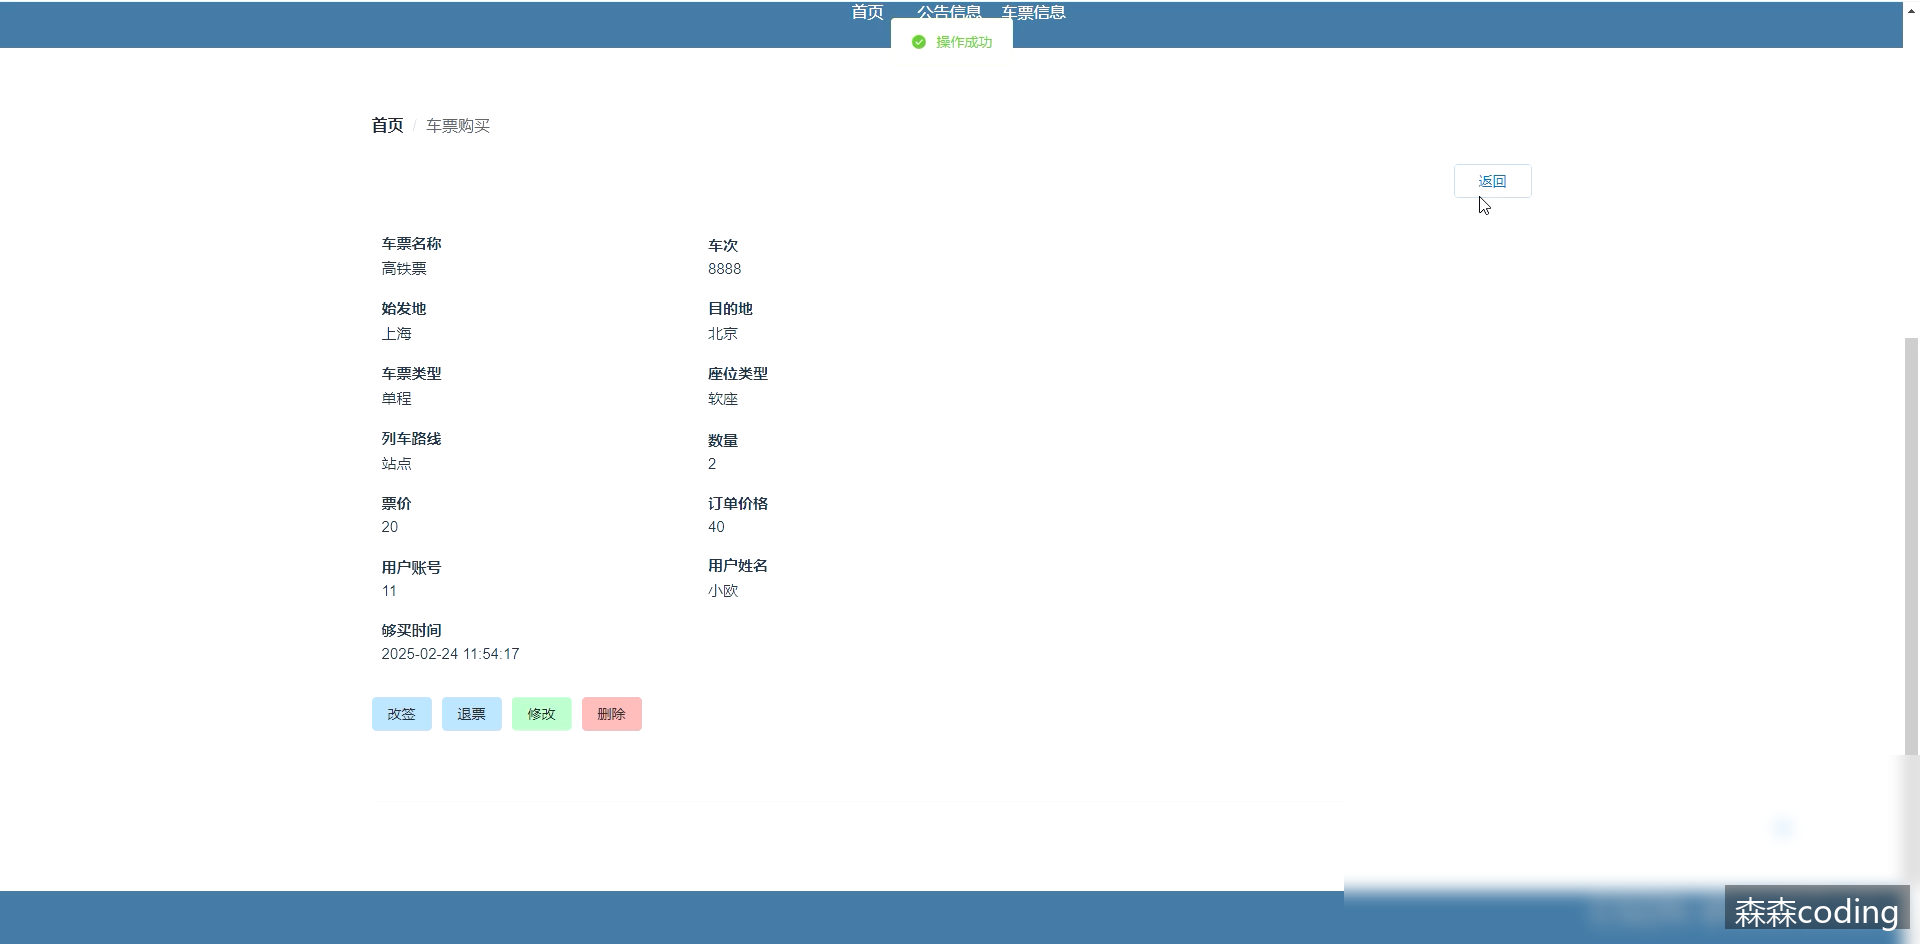 首页 公告信息 车票信息
操作成功
首页 / 车票购买
返回
车票名称 车次
高铁票 8888
始发地 目的地
上海 北京
车票类型 座位类型
单程 软座
列车路线 数量
站点 2
票价 订单价格
20 40
用户账号 用户姓名
11 小欧
够买时间
2025-02-24 11:54:17
改签 退票 修改 删除
森森coding